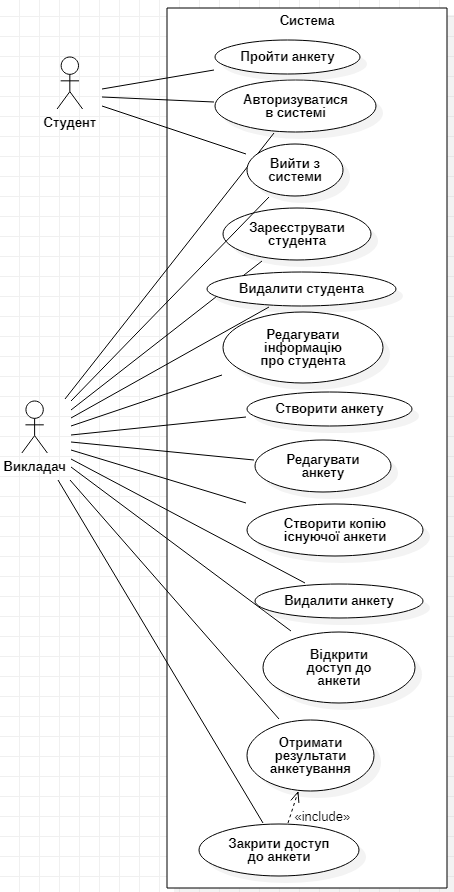 Система
Пройти анкету
Студент
Авторизуватися
в системі
Вийти з
системи
Зареєструвати
студента
Видалити студента
Редагувати
інформацію
про студента
Створити анкету
Викладач
Редагувати
анкету
Створити копію
існуючої анкети
Видалити анкету
Відкрити
доступ до
анкети
Отримати
результати
анкетування
«include»
Закрити доступ
до анкети